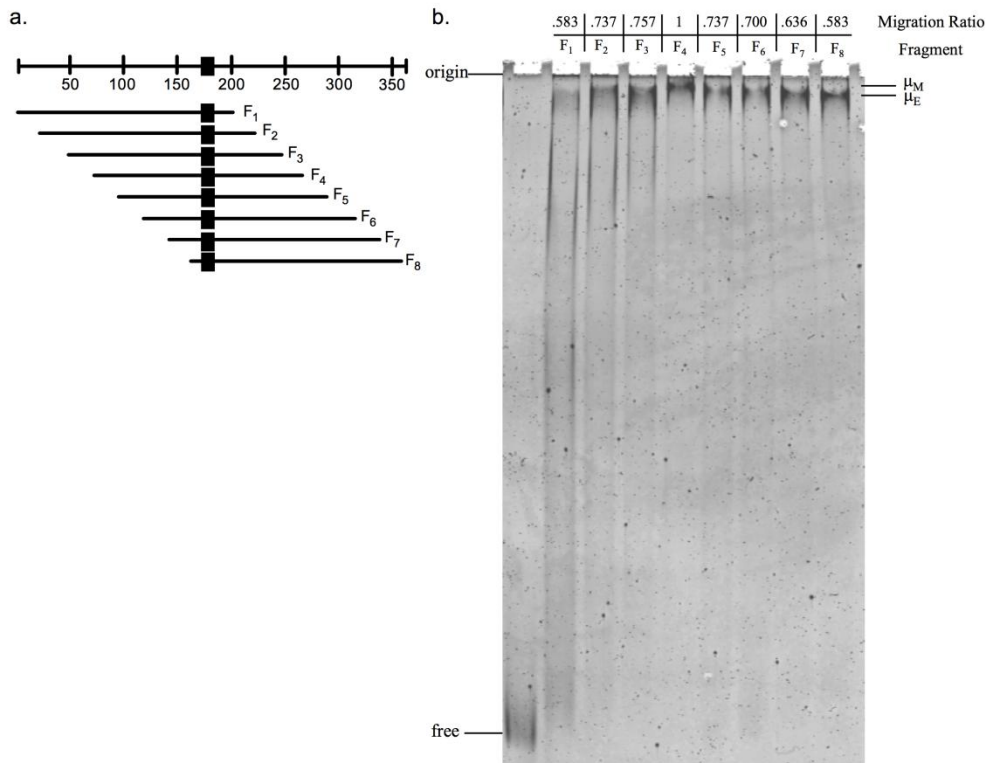 a.
50 100 150 200 250 300 350
F1
F2
F3
F4
F5
F6
F7
F8
b.
.583 .737 .757 1 .737 .700 .636 .583 Migration Ratio
F1 F2 F3 F4 F5 F6 F7 F8 Fragment
origin
μM
μE
free